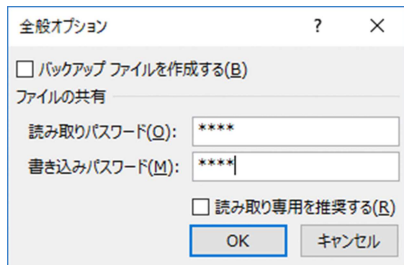 全般オプション ? ×
バックアップ ファイルを作成する(B)
ファイルの共有
読み取りパスワード(O): ****
書き込みパスワード(M): ****
読み取り専用を推奨する(R)
OK キャンセル